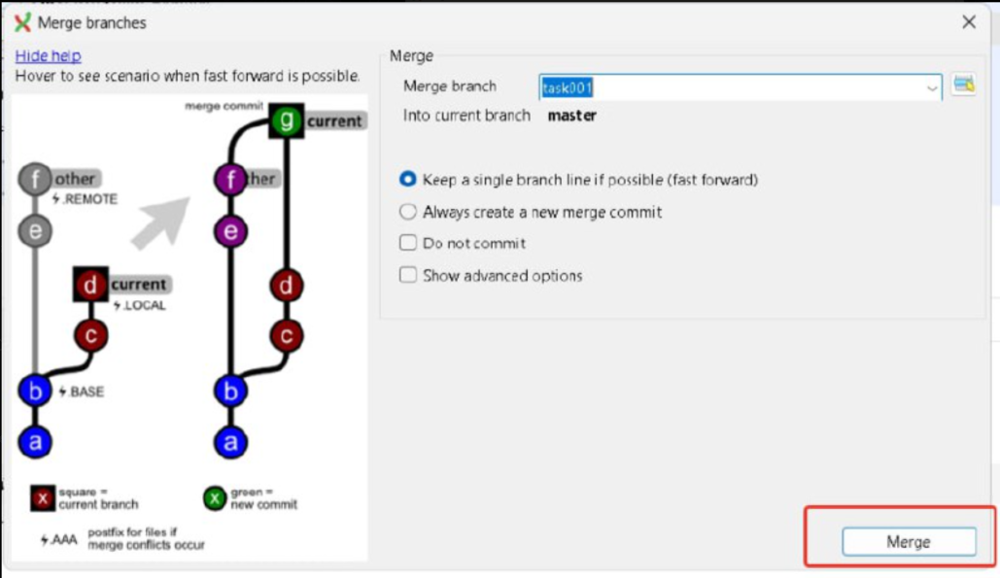 Merge branches
Hide help
Hover to see scenario when fast forward is possible.
merge commit
g current
f other
⚡.REMOTE
f ther
e
e
d current
⚡.LOCAL
d
c
c
b ⚡.BASE
b
a
a
x square = current branch
x green = new commit
⚡.AAA postfix for files if merge conflicts occur
Merge
Merge branch task001
Into current branch master
Keep a single branch line if possible (fast forward)
Always create a new merge commit
Do not commit
Show advanced options
Merge